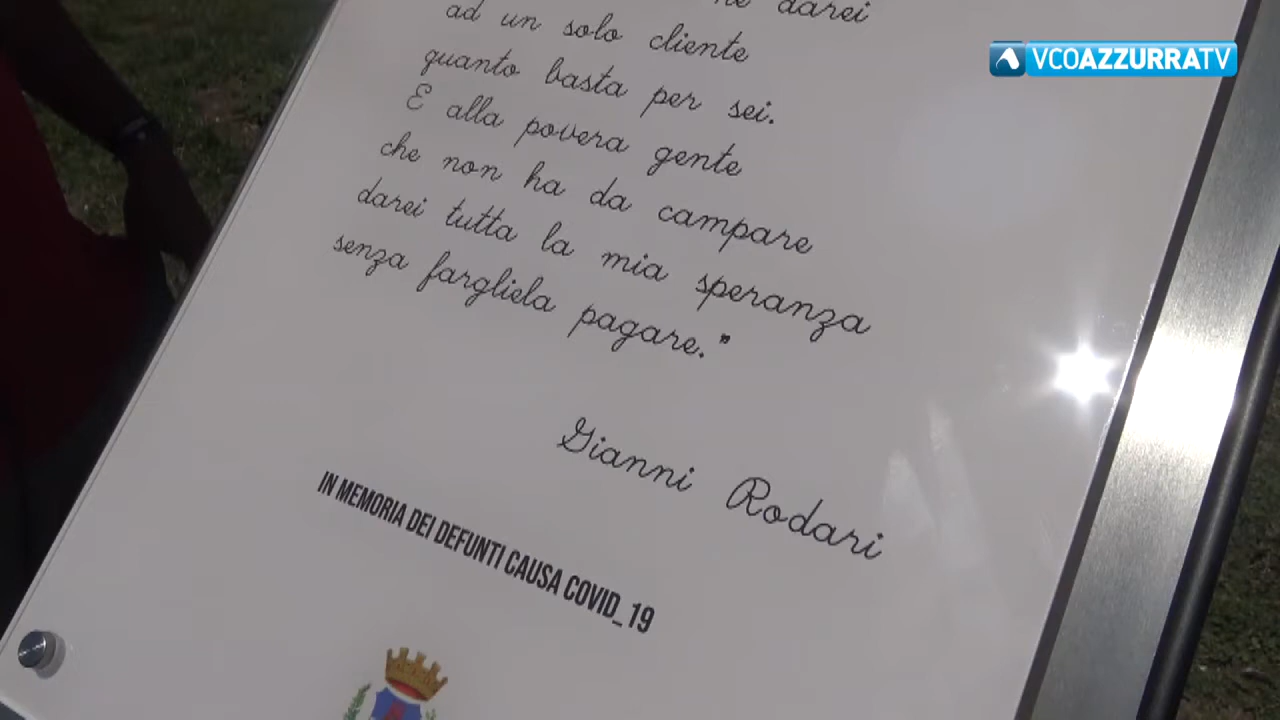 darei
ad un solo cliente
quanto basta per sei.
E alla povera gente
che non ha da campare
darei tutta la mia speranza
senza fargliela pagare."
Gianni Rodari
IN MEMORIA DEI DEFUNTI CAUSA COVID_19
VCOAZZURRATV